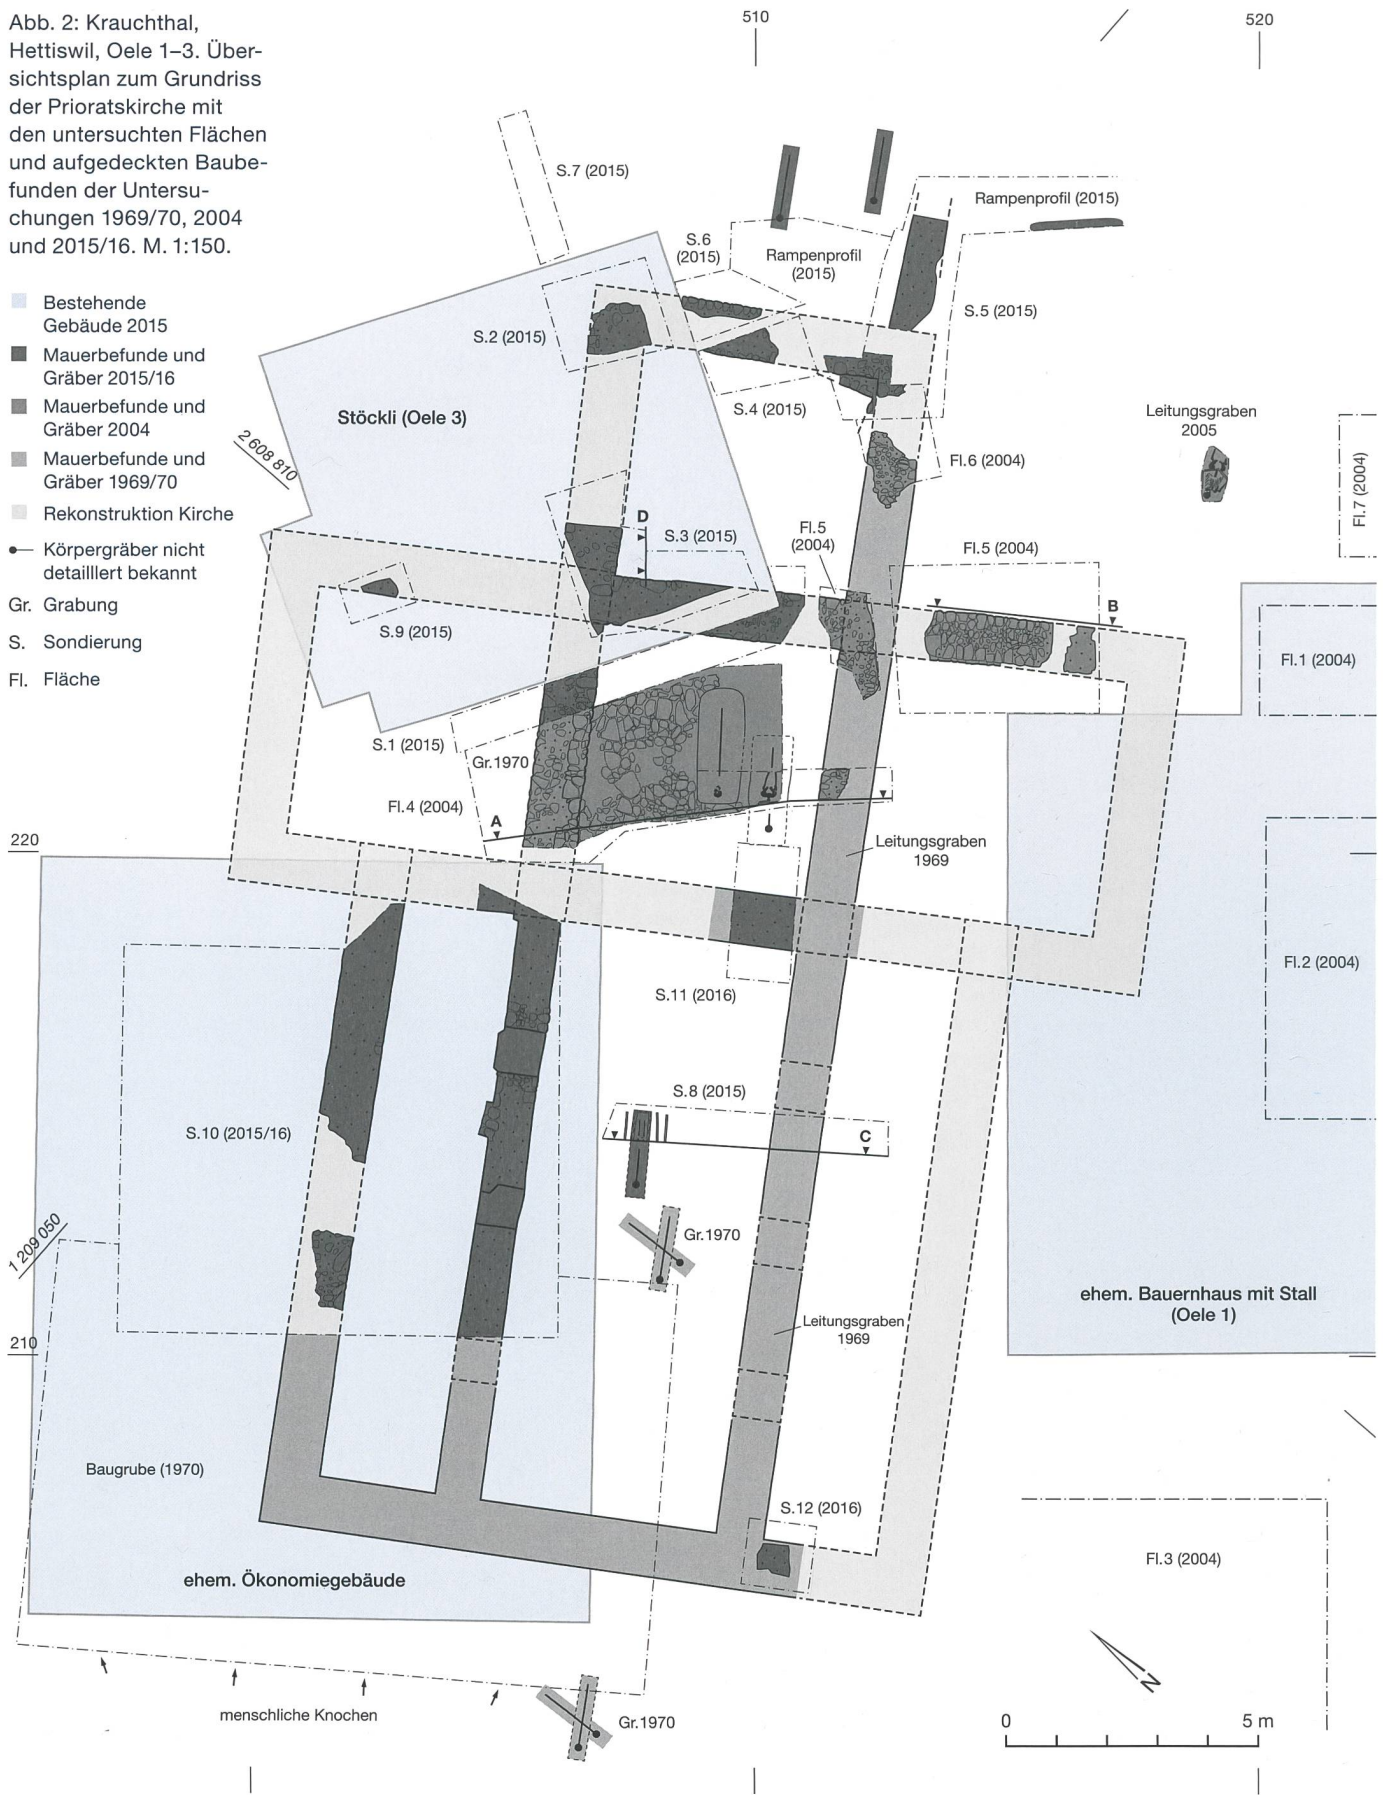 Abb. 2: Krauchthal,
Hettiswil, Oele 1–3. Über-
sichtsplan zum Grundriss
der Prioratskirche mit
den untersuchten Flächen
und aufgedeckten Baube-
funden der Untersu-
chungen 1969/70, 2004
und 2015/16. M. 1:150.
Bestehende
Gebäude 2015
Mauerbefunde und
Gräber 2015/16
Mauerbefunde und
Gräber 2004
Mauerbefunde und
Gräber 1969/70
Rekonstruktion Kirche
Körpergräber nicht
detailllert bekannt
Gr. Grabung
S. Sondierung
Fl. Fläche
510
520
S.7 (2015)
Rampenprofil (2015)
S.6
(2015)
Rampenprofil
(2015)
S.5 (2015)
S.2 (2015)
S.4 (2015)
Stöckli (Oele 3)
Leitungsgraben
2005
2 608 810
Fl.6 (2004)
Fl.7 (2004)
D
S.3 (2015)
Fl.5
(2004)
Fl.5 (2004)
B
S.9 (2015)
Fl.1 (2004)
S.1 (2015)
Gr.1970
Fl.4 (2004)
A
220
Leitungsgraben
1969
Fl.2 (2004)
S.11 (2016)
S.8 (2015)
C
S.10 (2015/16)
Gr.1970
1 209 050
ehem. Bauernhaus mit Stall
(Oele 1)
Leitungsgraben
1969
210
Baugrube (1970)
S.12 (2016)
Fl.3 (2004)
ehem. Ökonomiegebäude
N
menschliche Knochen
Gr.1970
0
5 m